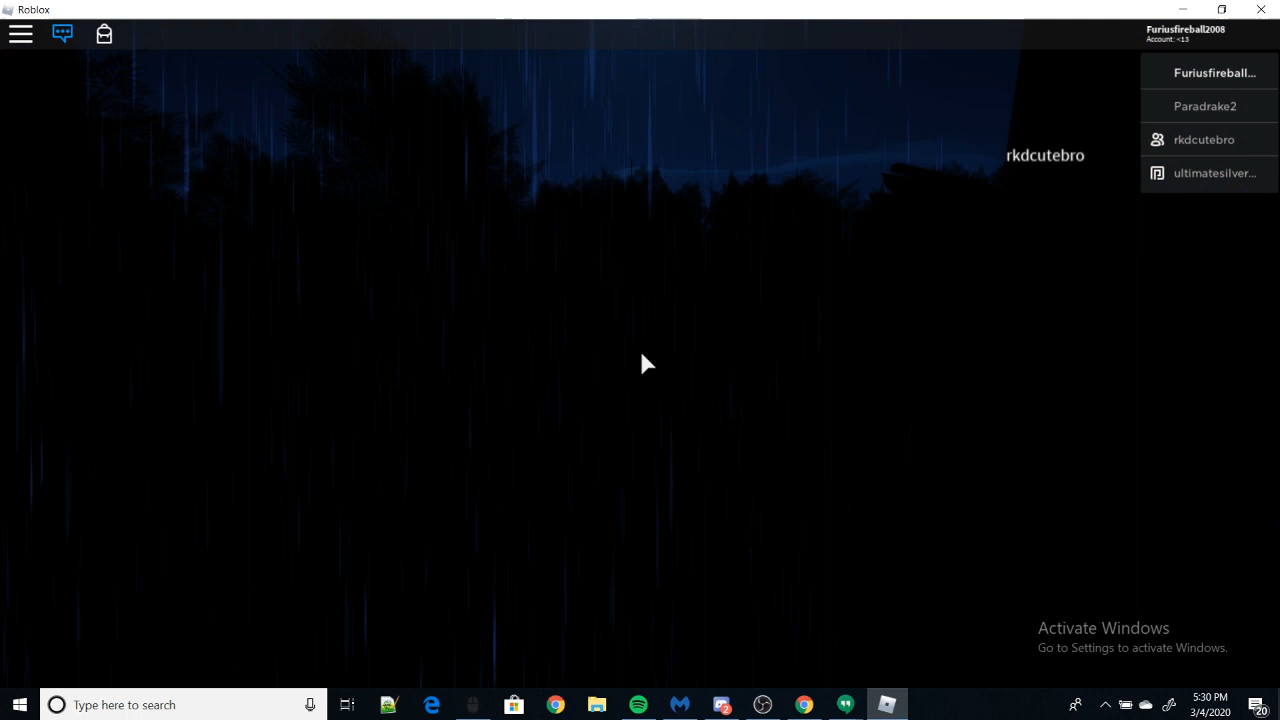 Roblox
Furiusfireball2008
Account: <13
Furiusfireball...
Paradrake2
rkdcutebro
rkdcutebro
ultimatesilver...
Activate Windows
Go to Settings to activate Windows.
Type here to search
2
5:30 PM
3/4/2020
20